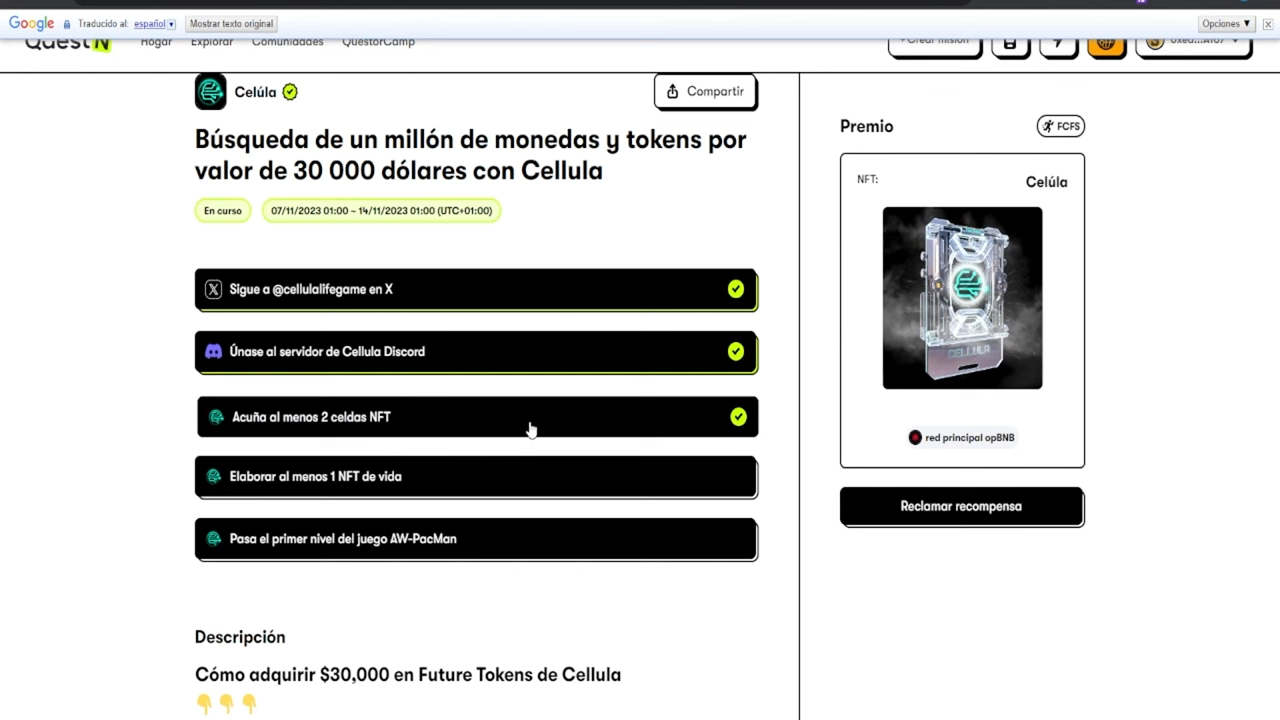 Google Traducido al: español Mostrar texto original Opciones
QuestN Hogar Explorar Comunidades QuestorCamp + Crear misión
Celúla
Compartir
Búsqueda de un millón de monedas y tokens por
valor de 30 000 dólares con Cellula
En curso
07/11/2023 01:00 ~ 14/11/2023 01:00 (UTC+01:00)
Sigue a @cellulalifegame en X
Únase al servidor de Cellula Discord
Acuña al menos 2 celdas NFT
Elaborar al menos 1 NFT de vida
Pasa el primer nivel del juego AW-PacMan
Descripción
Cómo adquirir $30,000 en Future Tokens de Cellula
Premio
FCFS
NFT:
Celúla
CELLULA
red principal opBNB
Reclamar recompensa